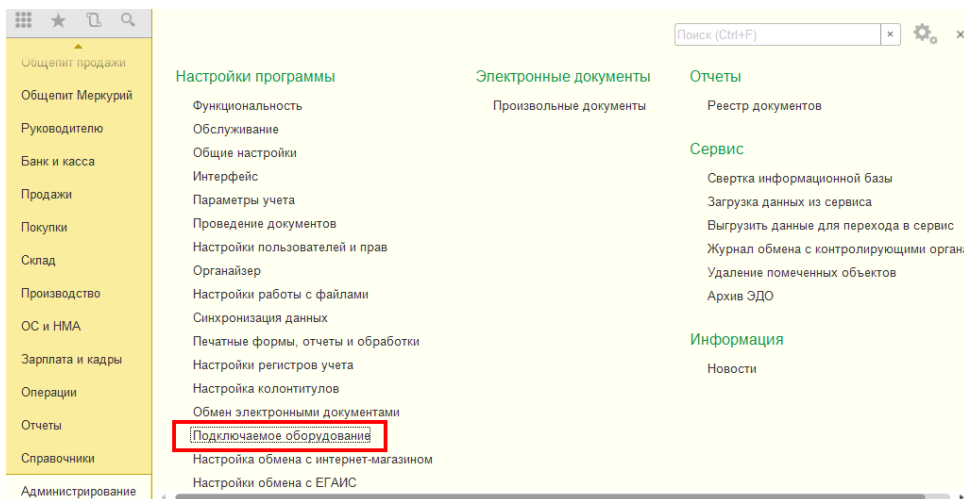 Поиск (Ctrl+F)
Общепит продажи
Общепит Меркурий
Руководителю
Банк и касса
Продажи
Покупки
Склад
Производство
ОС и НМА
Зарплата и кадры
Операции
Отчеты
Справочники
Администрирование
Настройки программы
Функциональность
Обслуживание
Общие настройки
Интерфейс
Параметры учета
Проведение документов
Настройки пользователей и прав
Органайзер
Настройки работы с файлами
Синхронизация данных
Печатные формы, отчеты и обработки
Настройки регистров учета
Настройка колонтитулов
Обмен электронными документами
Подключаемое оборудование
Настройка обмена с интернет-магазином
Настройки обмена с ЕГАИС
Электронные документы
Произвольные документы
Отчеты
Реестр документов
Сервис
Свертка информационной базы
Загрузка данных из сервиса
Выгрузить данные для перехода в сервис
Журнал обмена с контролирующими орган
Удаление помеченных объектов
Архив ЭДО
Информация
Новости